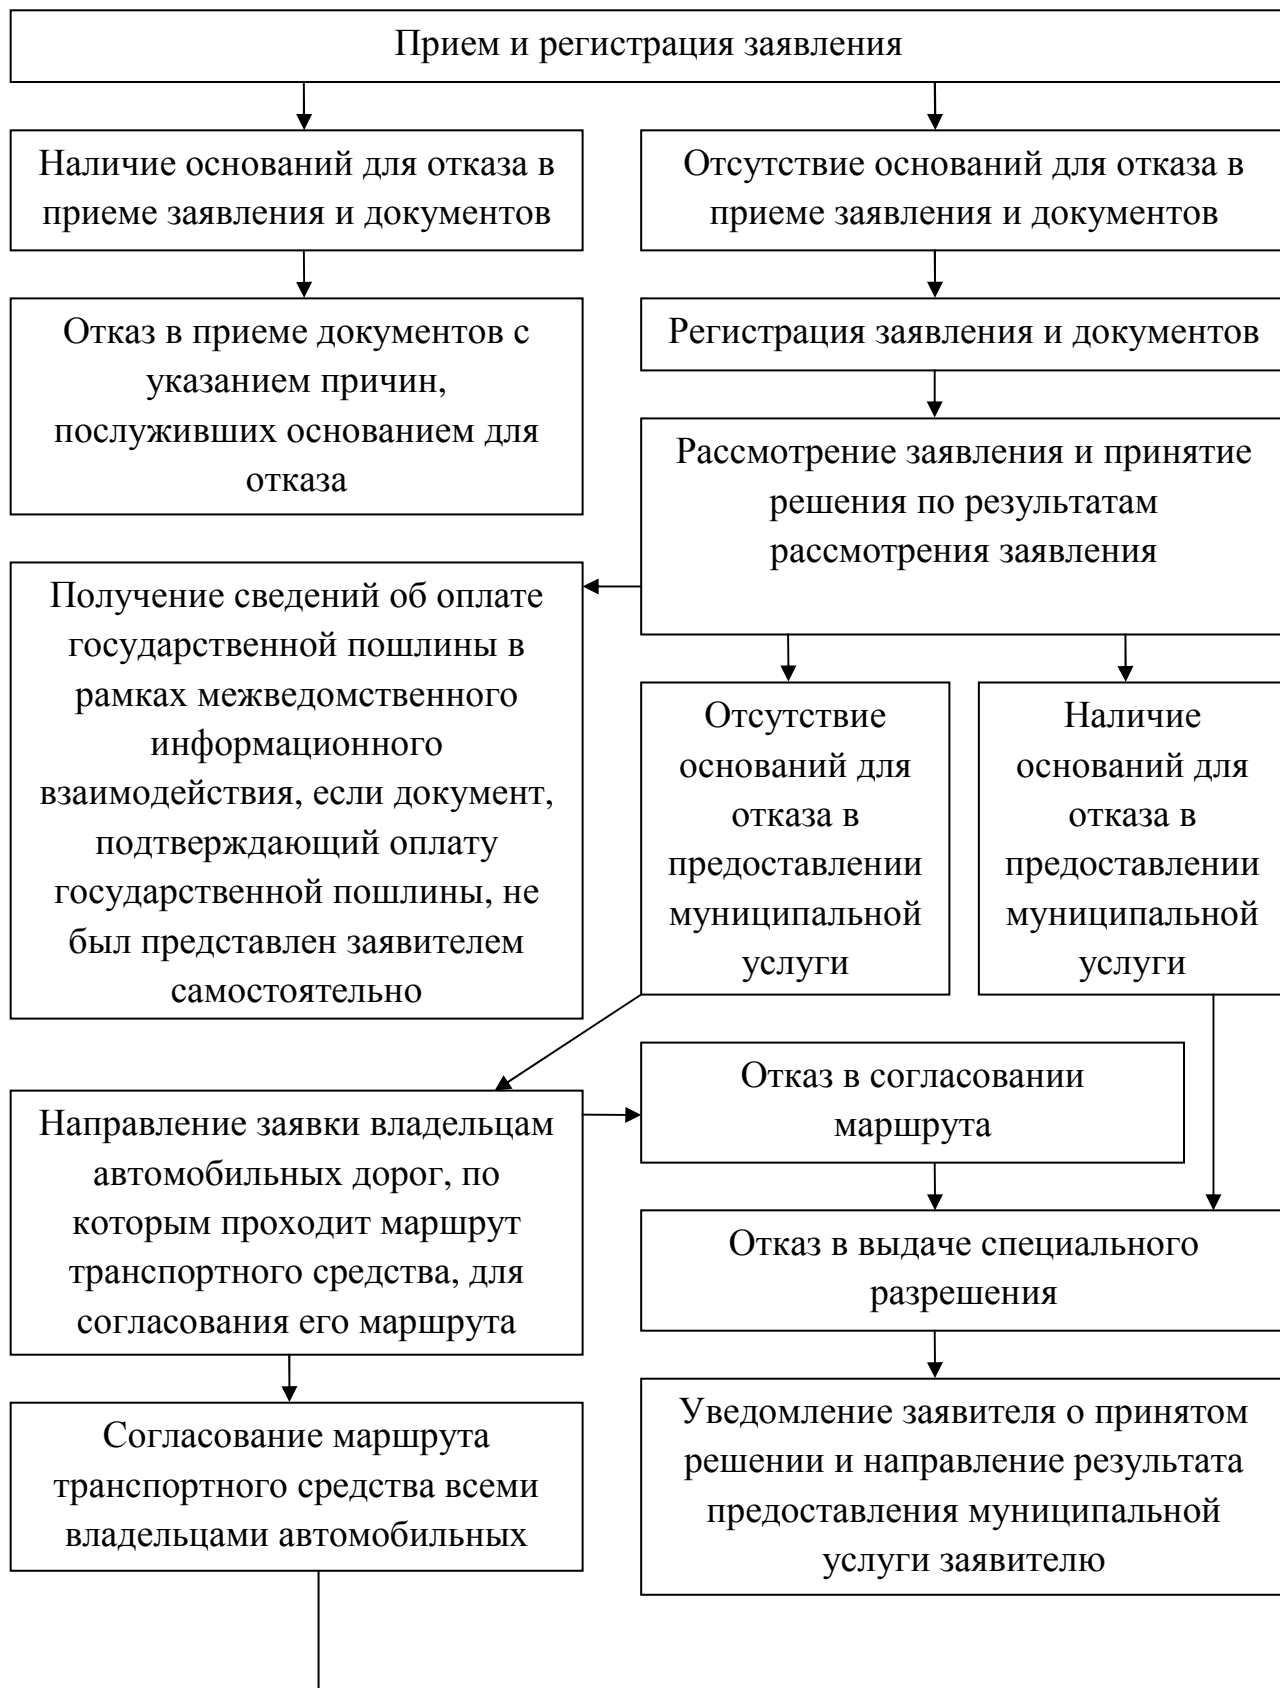 Прием и регистрация заявления
Наличие оснований для отказа в
приеме заявления и документов
Отсутствие оснований для отказа в
приеме заявления и документов
Отказ в приеме документов с
указанием причин,
послуживших основанием для
отказа
Регистрация заявления и документов
Рассмотрение заявления и принятие
решения по результатам
рассмотрения заявления
Получение сведений об оплате
государственной пошлины в
рамках межведомственного
информационного
взаимодействия, если документ,
подтверждающий оплату
государственной пошлины, не
был представлен заявителем
самостоятельно
Отсутствие
оснований для
отказа в
предоставлении
муниципальной
услуги
Наличие
оснований для
отказа в
предоставлении
муниципальной
услуги
Отказ в согласовании
маршрута
Направление заявки владельцам
автомобильных дорог, по
которым проходит маршрут
транспортного средства, для
согласования его маршрута
Отказ в выдаче специального
разрешения
Согласование маршрута
транспортного средства всеми
владельцами автомобильных
Уведомление заявителя о принятом
решении и направление результата
предоставления муниципальной
услуги заявителю